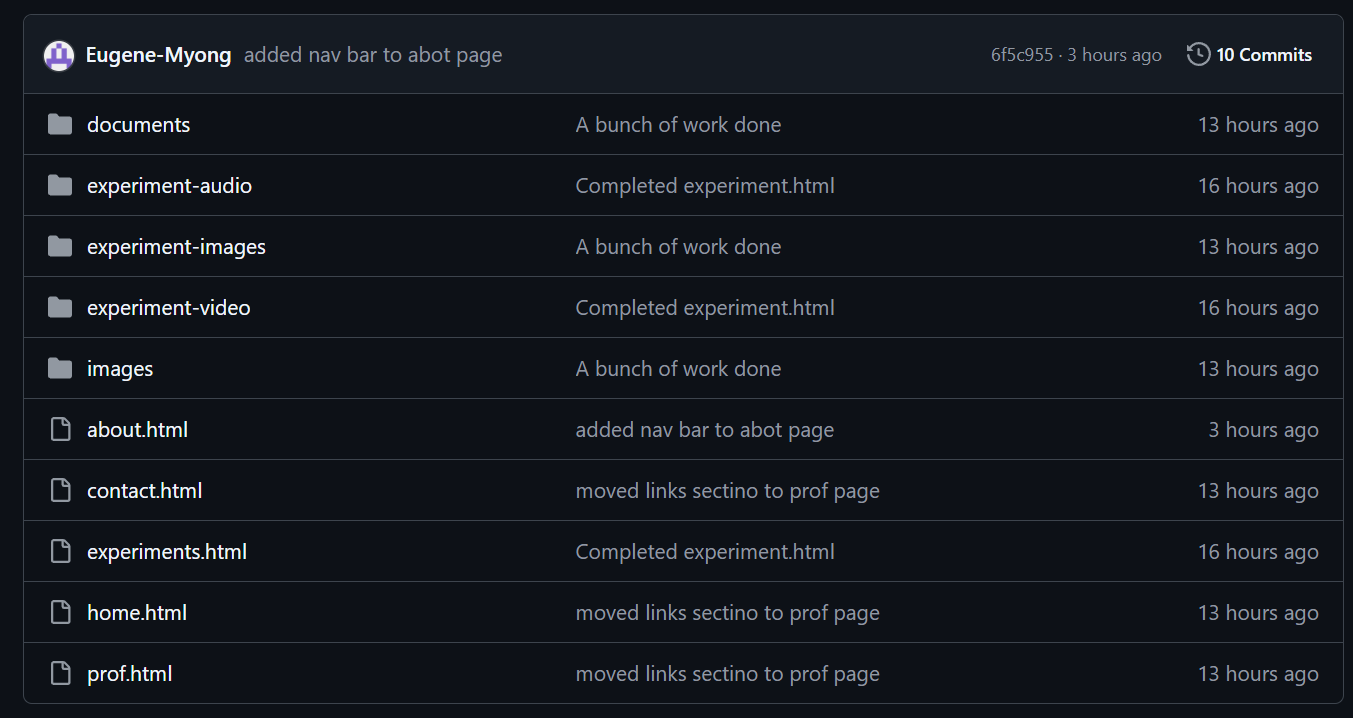 Eugene-Myong added nav bar to abot page 6f5c955 · 3 hours ago 10 Commits
documents A bunch of work done 13 hours ago
experiment-audio Completed experiment.html 16 hours ago
experiment-images A bunch of work done 13 hours ago
experiment-video Completed experiment.html 16 hours ago
images A bunch of work done 13 hours ago
about.html added nav bar to abot page 3 hours ago
contact.html moved links sectino to prof page 13 hours ago
experiments.html Completed experiment.html 16 hours ago
home.html moved links sectino to prof page 13 hours ago
prof.html moved links sectino to prof page 13 hours ago